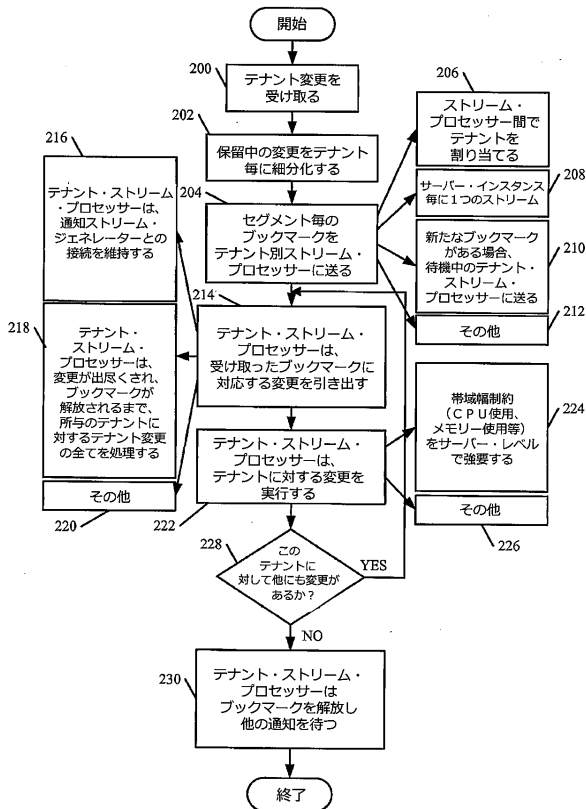 開始
200
テナント変更を
受け取る
202
保留中の変更をテナント
毎に細分化する
204
セグメント毎の
ブックマークを
テナント別ストリーム・
プロセッサーに送る
206
ストリーム・
プロセッサー間で
テナントを
割り当てる
208
サーバー・インスタンス
毎に1つのストリーム
210
新たなブックマーク
がある場合、
待機中のテナント・
ストリーム・
プロセッサーに送る
212
その他
214
テナント・ストリーム・
プロセッサーは、
受け取ったブックマークに
対応する変更を引き出す
216
テナント・ストリーム
・プロセッサーは、
通知ストリーム・
ジェネレーターとの
接続を維持する
218
テナント・
ストリーム・
プロセッサーは、
変更が出尽くされ、
ブックマークが
解放されるまで、
所与のテナントに
対するテナント変更
の全てを処理する
その他
220
222
テナント・ストリーム・
プロセッサーは、
テナントに対する変更を
実行する
224
帯域幅制約
(CPU使用、
メモリー使用等)
をサーバー・レベル
で強要する
その他
226
228
この
テナントに
対して他にも変更が
あるか?
YES
NO
230
テナント・ストリーム・
プロセッサーは
ブックマークを解放し
他の通知を待つ
終了